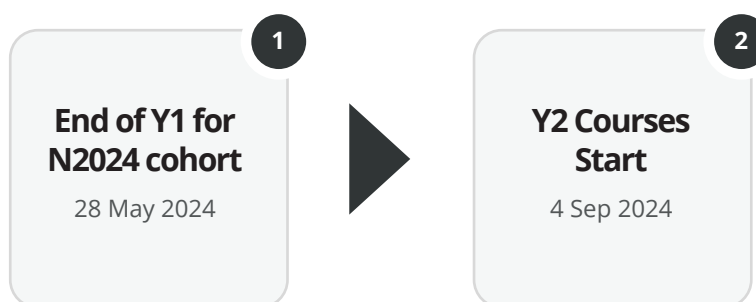 1
End of Y1 for
N2024 cohort
28 May 2024
2
Y2 Courses
Start
4 Sep 2024